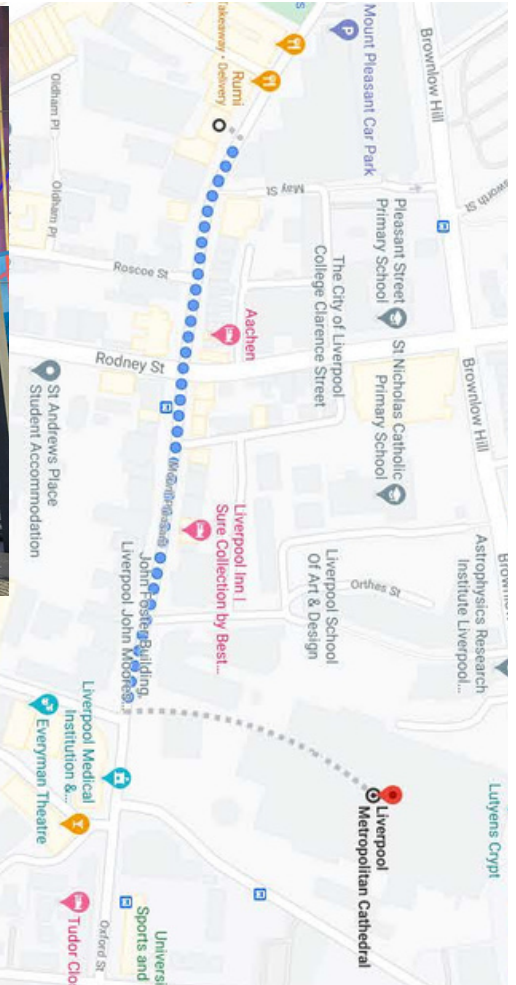 Brownlow Hill
Mount Pleasant Car Park
P
Rumi
Takeaway • Delivery
May St
Pleasant Street
Primary School
The City of Liverpool
College Clarence Street
Oldham Pl
Oldham Pl
Roscoe St
Aachen
Rodney St
St Nicholas Catholic
Primary School
Brownlow Hill
St Andrews Place
Student Accommodation
Liverpool Inn |
Sure Collection by Best...
Liverpool School
Of Art & Design
Orthes St
Astrophysics Research
Institute Liverpool...
John Foster Building,
Liverpool John Moores...
Liverpool Medical
Institution &...
Everyman Theatre
Liverpool
Metropolitan Cathedral
Lutyens Crypt
Oxford St
Sports and